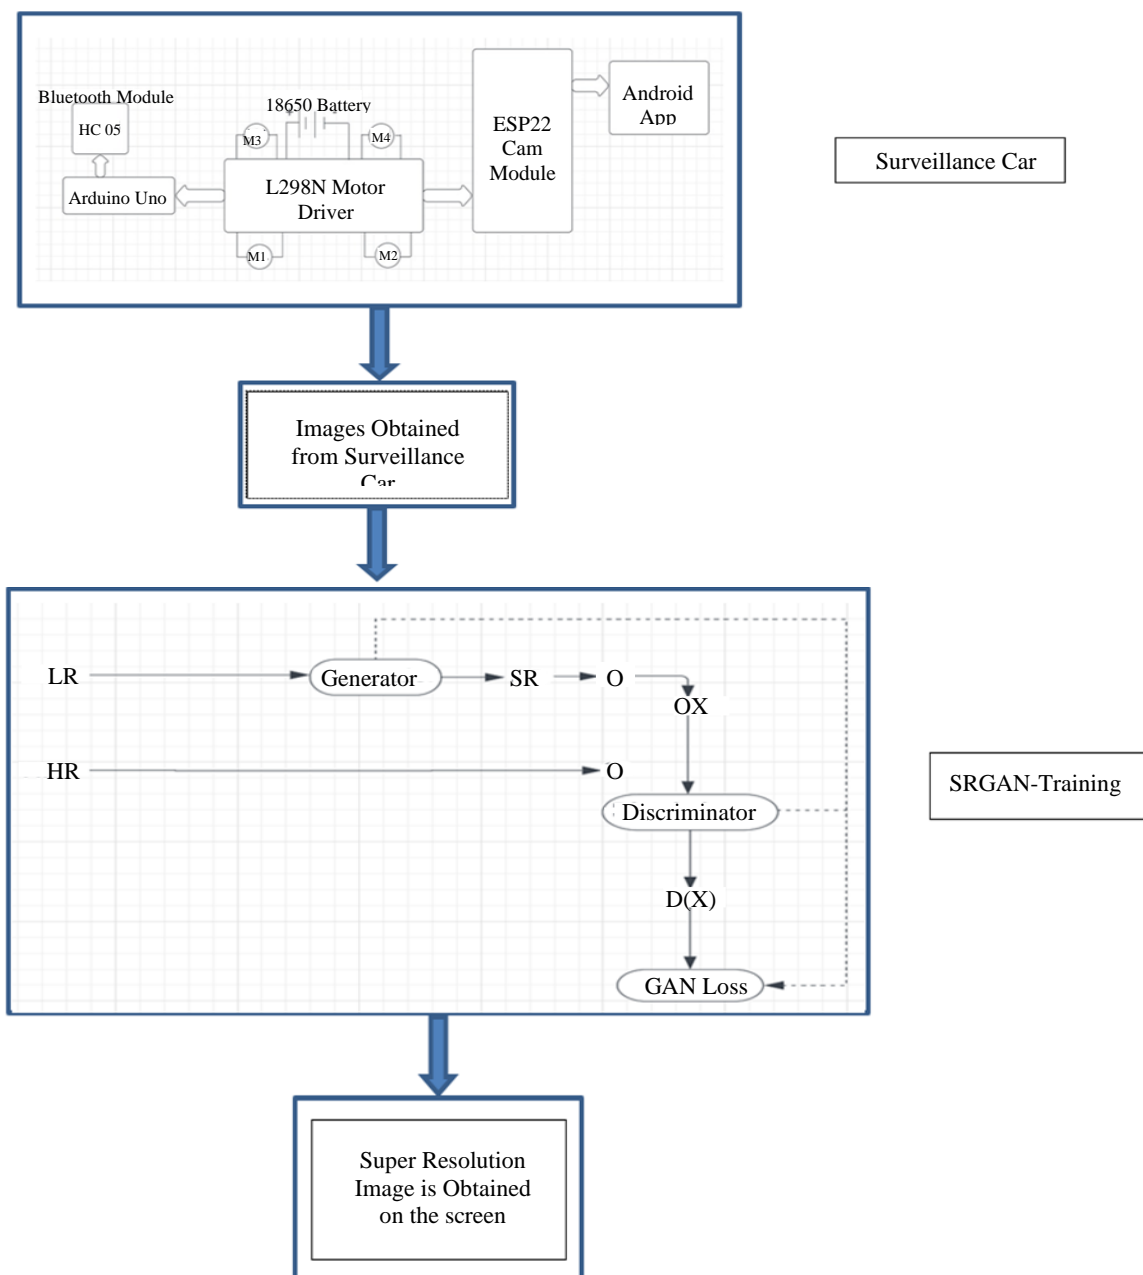 Bluetooth Module
HC 05
Arduino Uno
18650 Battery
M3
M4
L298N Motor
Driver
M1
M2
ESP22
Cam
Module
Android
App
Surveillance Car
Images Obtained
from Surveillance
Car
LR
Generator
SR
O
OX
HR
O
Discriminator
D(X)
GAN Loss
SRGAN-Training
Super Resolution
Image is Obtained
on the screen